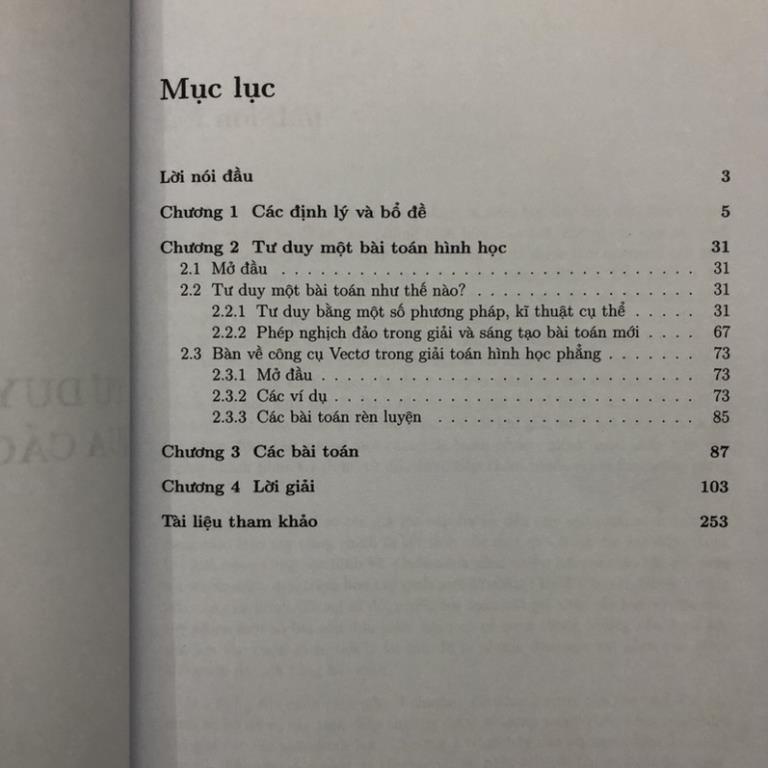 Mục lục
Lời nói đầu 3
Chương 1 Các định lý và bổ đề 5
Chương 2 Tư duy một bài toán hình học 31
2.1 Mở đầu . . . . . . . . . . . . . . . . . . . . . . . . . . . . . . . 31
2.2 Tư duy một bài toán như thế nào? . . . . . . . . . . . . . . . . . 31
2.2.1 Tư duy bằng một số phương pháp, kĩ thuật cụ thể . . . . 31
2.2.2 Phép nghịch đảo trong giải và sáng tạo bài toán mới . . . . 67
2.3 Bàn về công cụ Vectơ trong giải toán hình học phẳng . . . . . . . 73
2.3.1 Mở đầu . . . . . . . . . . . . . . . . . . . . . . . . . . . . 73
2.3.2 Các ví dụ . . . . . . . . . . . . . . . . . . . . . . . . . . . 73
2.3.3 Các bài toán rèn luyện . . . . . . . . . . . . . . . . . . . . 85
Chương 3 Các bài toán 87
Chương 4 Lời giải 103
Tài liệu tham khảo 253